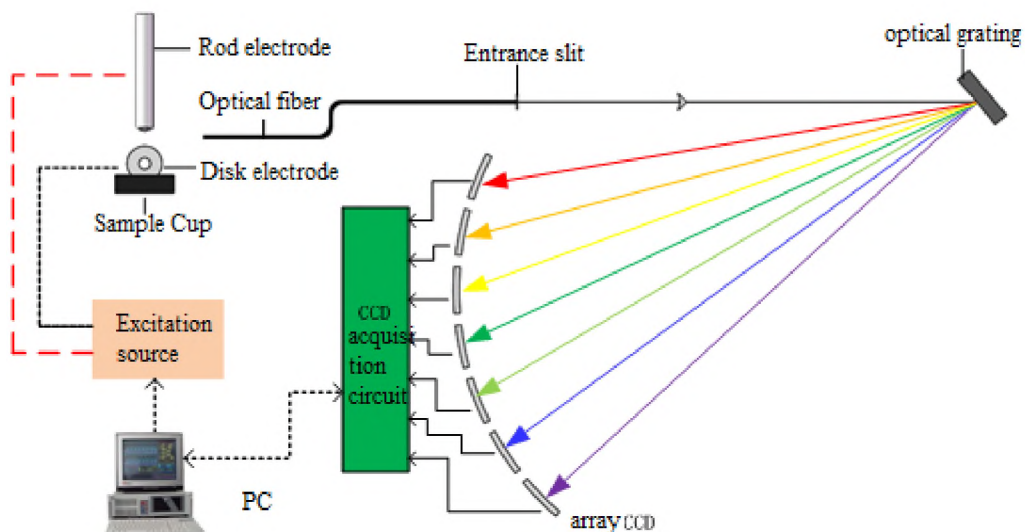 Rod electrode
optical grating
Entrance slit
Optical fiber
Disk electrode
Sample Cup
Excitation
source
CCD
acquisi
tion
circuit
PC
array CCD